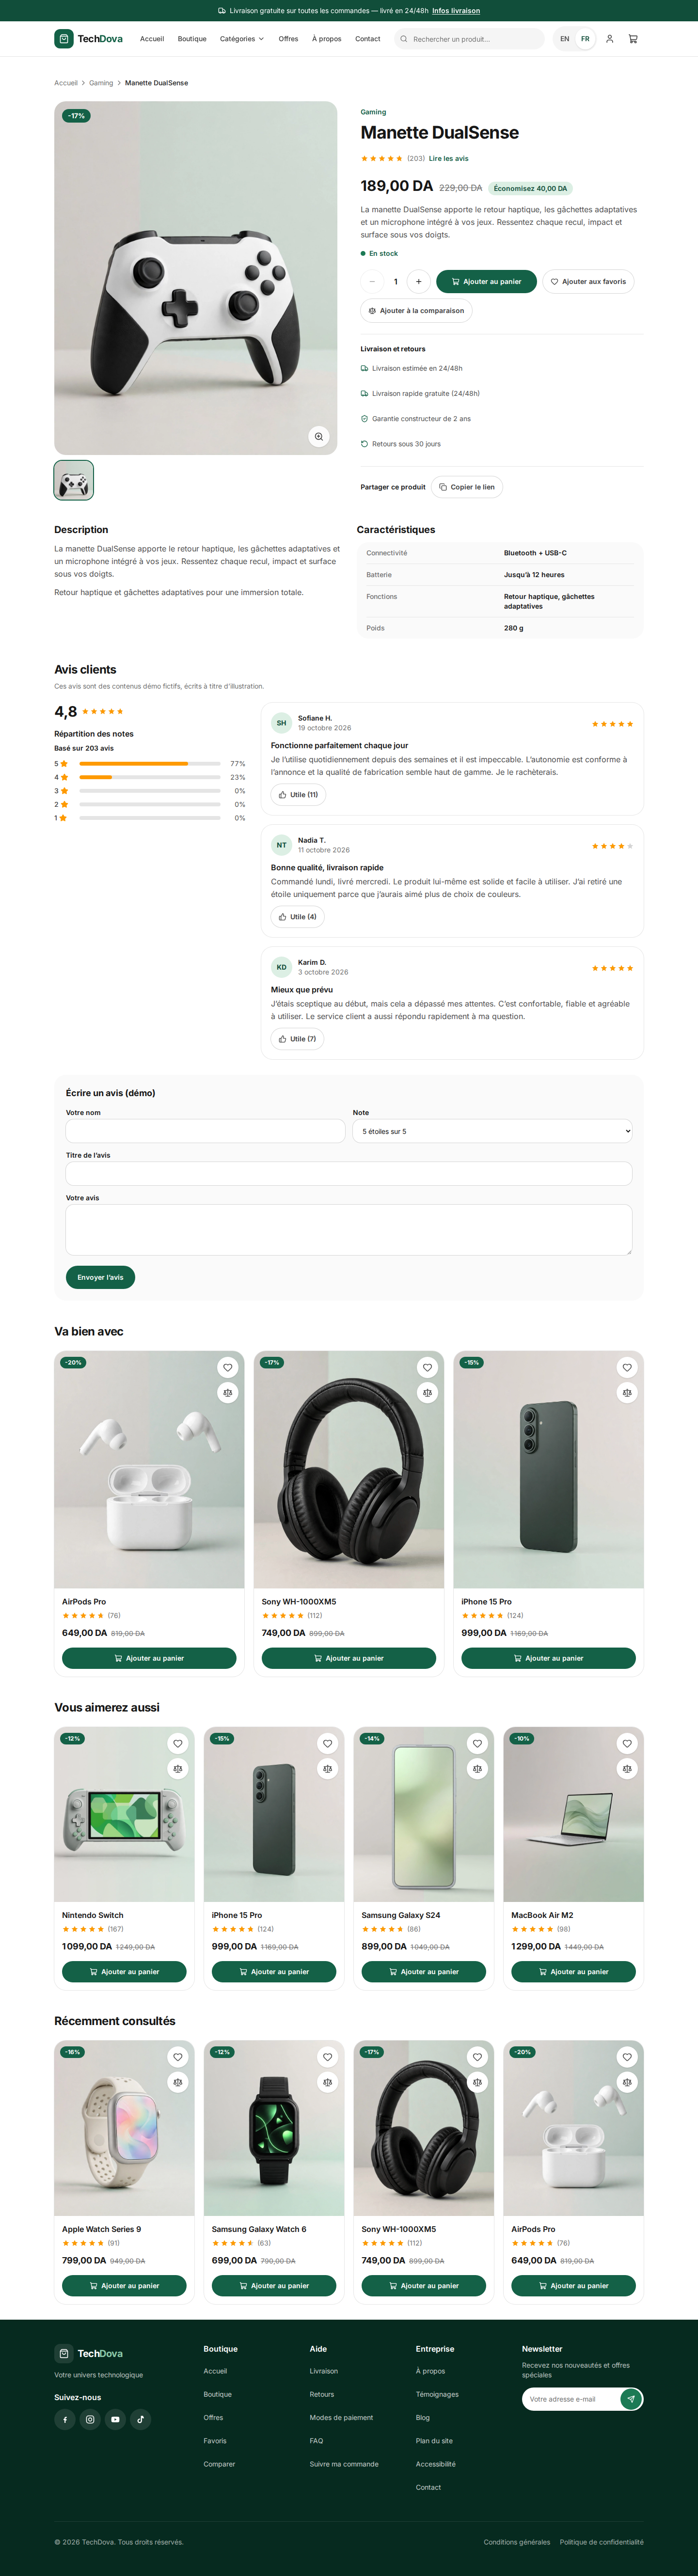 Livraison gratuite sur toutes les commandes — livré en 24/48h Infos livraison
TechDova Accueil Boutique Catégories Offres À propos Contact Rechercher un produit... EN FR
Accueil > Gaming > Manette DualSense
-17%
Gaming
Manette DualSense
(203) Lire les avis
189,00 DA 229,00 DA Économisez 40,00 DA
La manette DualSense apporte le retour haptique, les gâchettes adaptatives
et un microphone intégré à vos jeux. Ressentez chaque recul, impact et
surface sous vos doigts.
En stock
− 1 + Ajouter au panier Ajouter aux favoris
Ajouter à la comparaison
Livraison et retours
Livraison estimée en 24/48h
Livraison rapide gratuite (24/48h)
Garantie constructeur de 2 ans
Retours sous 30 jours
Partager ce produit Copier le lien
Description
La manette DualSense apporte le retour haptique, les gâchettes adaptatives et
un microphone intégré à vos jeux. Ressentez chaque recul, impact et surface
sous vos doigts.
Retour haptique et gâchettes adaptatives pour une immersion totale.
Caractéristiques
Connectivité Bluetooth + USB-C
Batterie Jusqu’à 12 heures
Fonctions Retour haptique, gâchettes
adaptatives
Poids 280 g
Avis clients
Ces avis sont des contenus démo fictifs, écrits à titre d’illustration.
4,8
Répartition des notes
Basé sur 203 avis
5 77%
4 23%
3 0%
2 0%
1 0%
SH Sofiane H.
19 octobre 2026
Fonctionne parfaitement chaque jour
Je l’utilise quotidiennement depuis des semaines et il est impeccable. L’autonomie est conforme à
l’annonce et la qualité de fabrication semble haut de gamme. Je le rachèterais.
Utile (11)
NT Nadia T.
11 octobre 2026
Bonne qualité, livraison rapide
Commandé lundi, livré mercredi. Le produit lui-même est solide et facile à utiliser. J’ai retiré une
étoile uniquement parce que j’aurais aimé plus de choix de couleurs.
Utile (4)
KD Karim D.
3 octobre 2026
Mieux que prévu
J’étais sceptique au début, mais cela a dépassé mes attentes. C’est confortable, fiable et agréable
à utiliser. Le service client a aussi répondu rapidement à ma question.
Utile (7)
Écrire un avis (démo)
Votre nom Note
5 étoiles sur 5
Titre de l’avis
Votre avis
Envoyer l’avis
Va bien avec
-20% -17% -15%
AirPods Pro Sony WH-1000XM5 iPhone 15 Pro
(76) (112) (124)
649,00 DA 819,00 DA 749,00 DA 899,00 DA 999,00 DA 1 169,00 DA
Ajouter au panier Ajouter au panier Ajouter au panier
Vous aimerez aussi
-12% -15% -14% -10%
Nintendo Switch iPhone 15 Pro Samsung Galaxy S24 MacBook Air M2
(167) (124) (86) (98)
1 099,00 DA 1 249,00 DA 999,00 DA 1 169,00 DA 899,00 DA 1 049,00 DA 1 299,00 DA 1 449,00 DA
Ajouter au panier Ajouter au panier Ajouter au panier Ajouter au panier
Récemment consultés
-16% -12% -17% -20%
Apple Watch Series 9 Samsung Galaxy Watch 6 Sony WH-1000XM5 AirPods Pro
(91) (63) (112) (76)
799,00 DA 949,00 DA 699,00 DA 790,00 DA 749,00 DA 899,00 DA 649,00 DA 819,00 DA
Ajouter au panier Ajouter au panier Ajouter au panier Ajouter au panier
TechDova
Votre univers technologique
Suivez-nous
Boutique
Accueil
Boutique
Offres
Favoris
Comparer
Aide
Livraison
Retours
Modes de paiement
FAQ
Suivre ma commande
Entreprise
À propos
Témoignages
Blog
Plan du site
Accessibilité
Contact
Newsletter
Recevez nos nouveautés et offres
spéciales
Votre adresse e-mail
© 2026 TechDova. Tous droits réservés. Conditions générales Politique de confidentialité